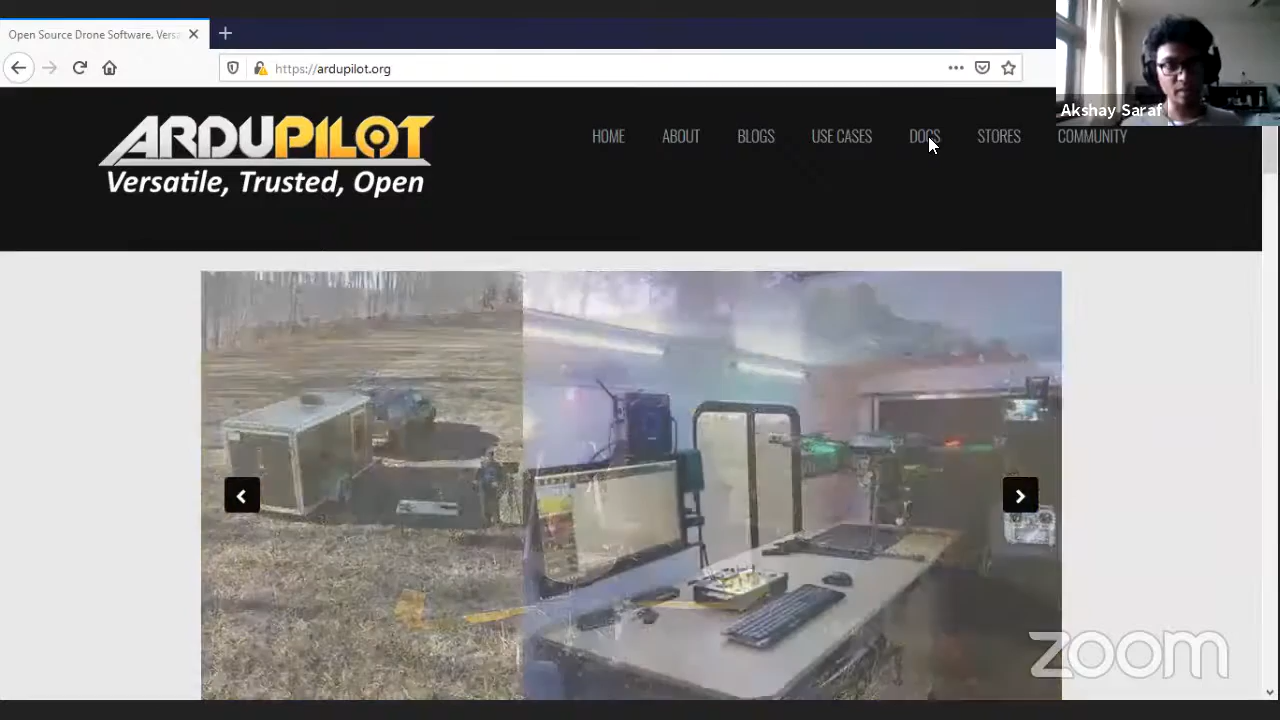 Open Source Drone Software. Versa
https://ardupilot.org
Akshay Saraf
ARDUPILOT
Versatile, Trusted, Open
HOME
ABOUT
BLOGS
USE CASES
DOCS
STORES
COMMUNITY
zoom